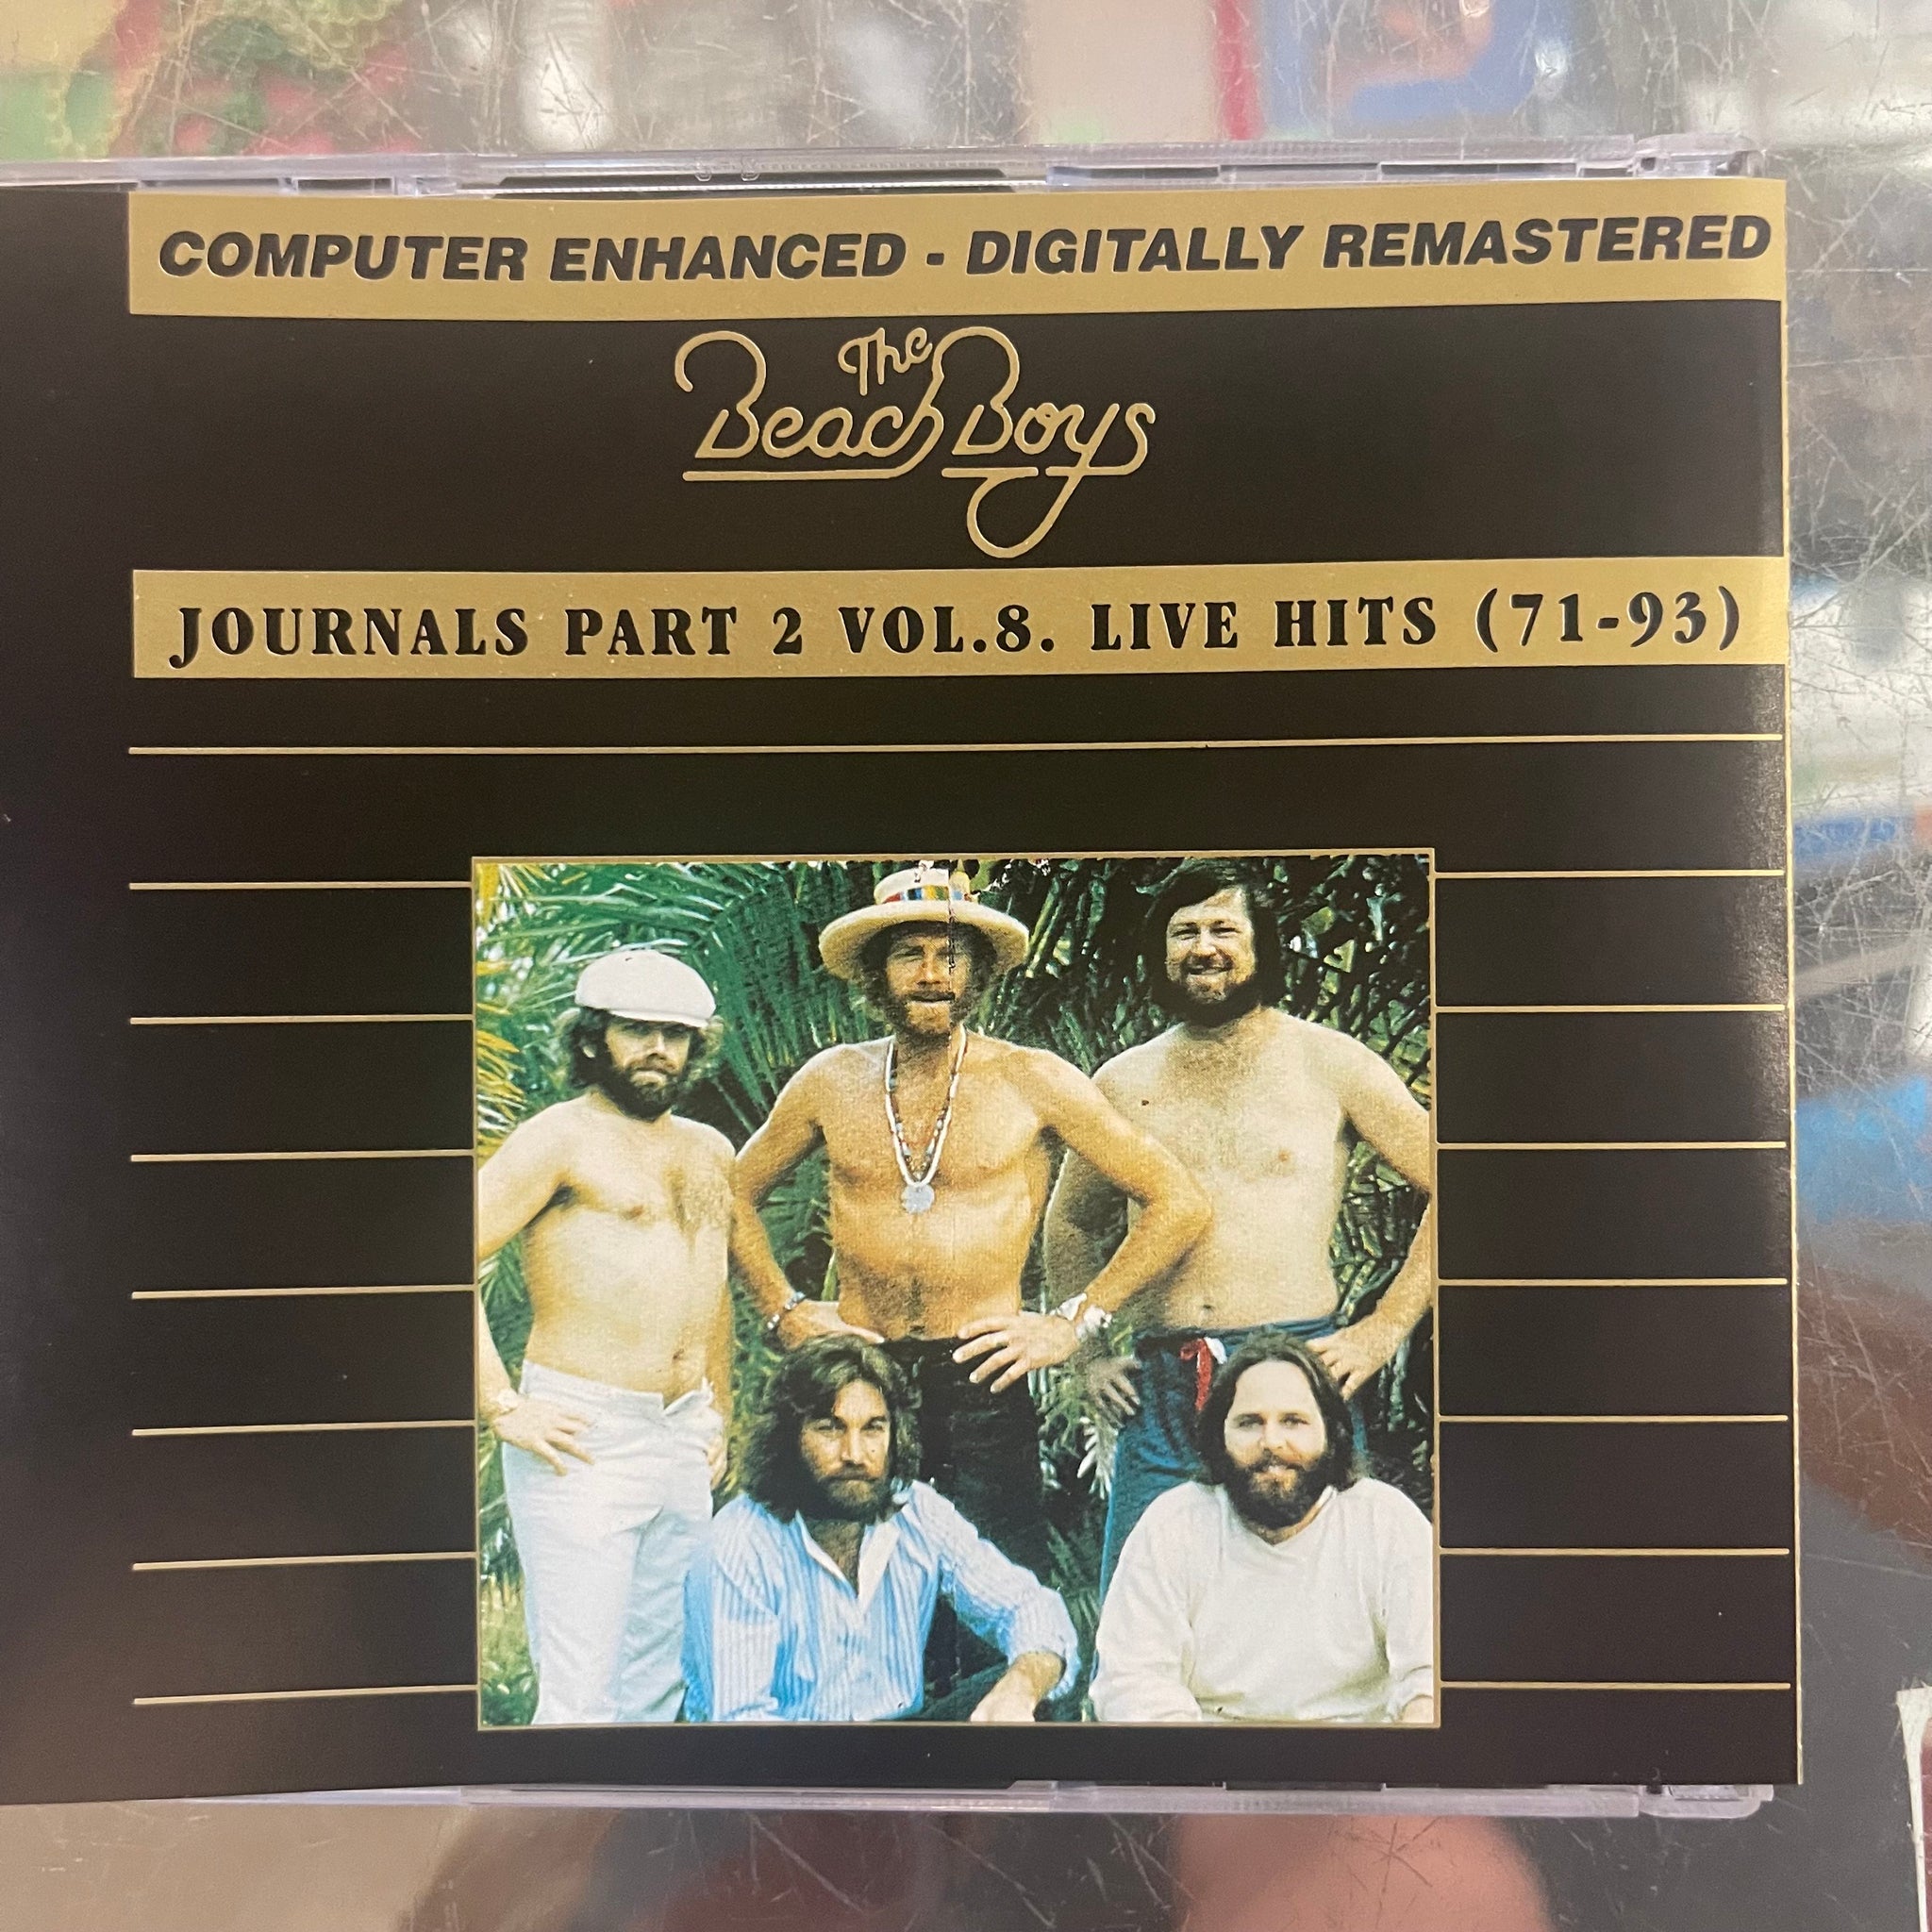 COMPUTER ENHANCED - DIGITALLY REMASTERED
The
Beach Boys
JOURNALS PART 2 VOL.8. LIVE HITS (71-93)